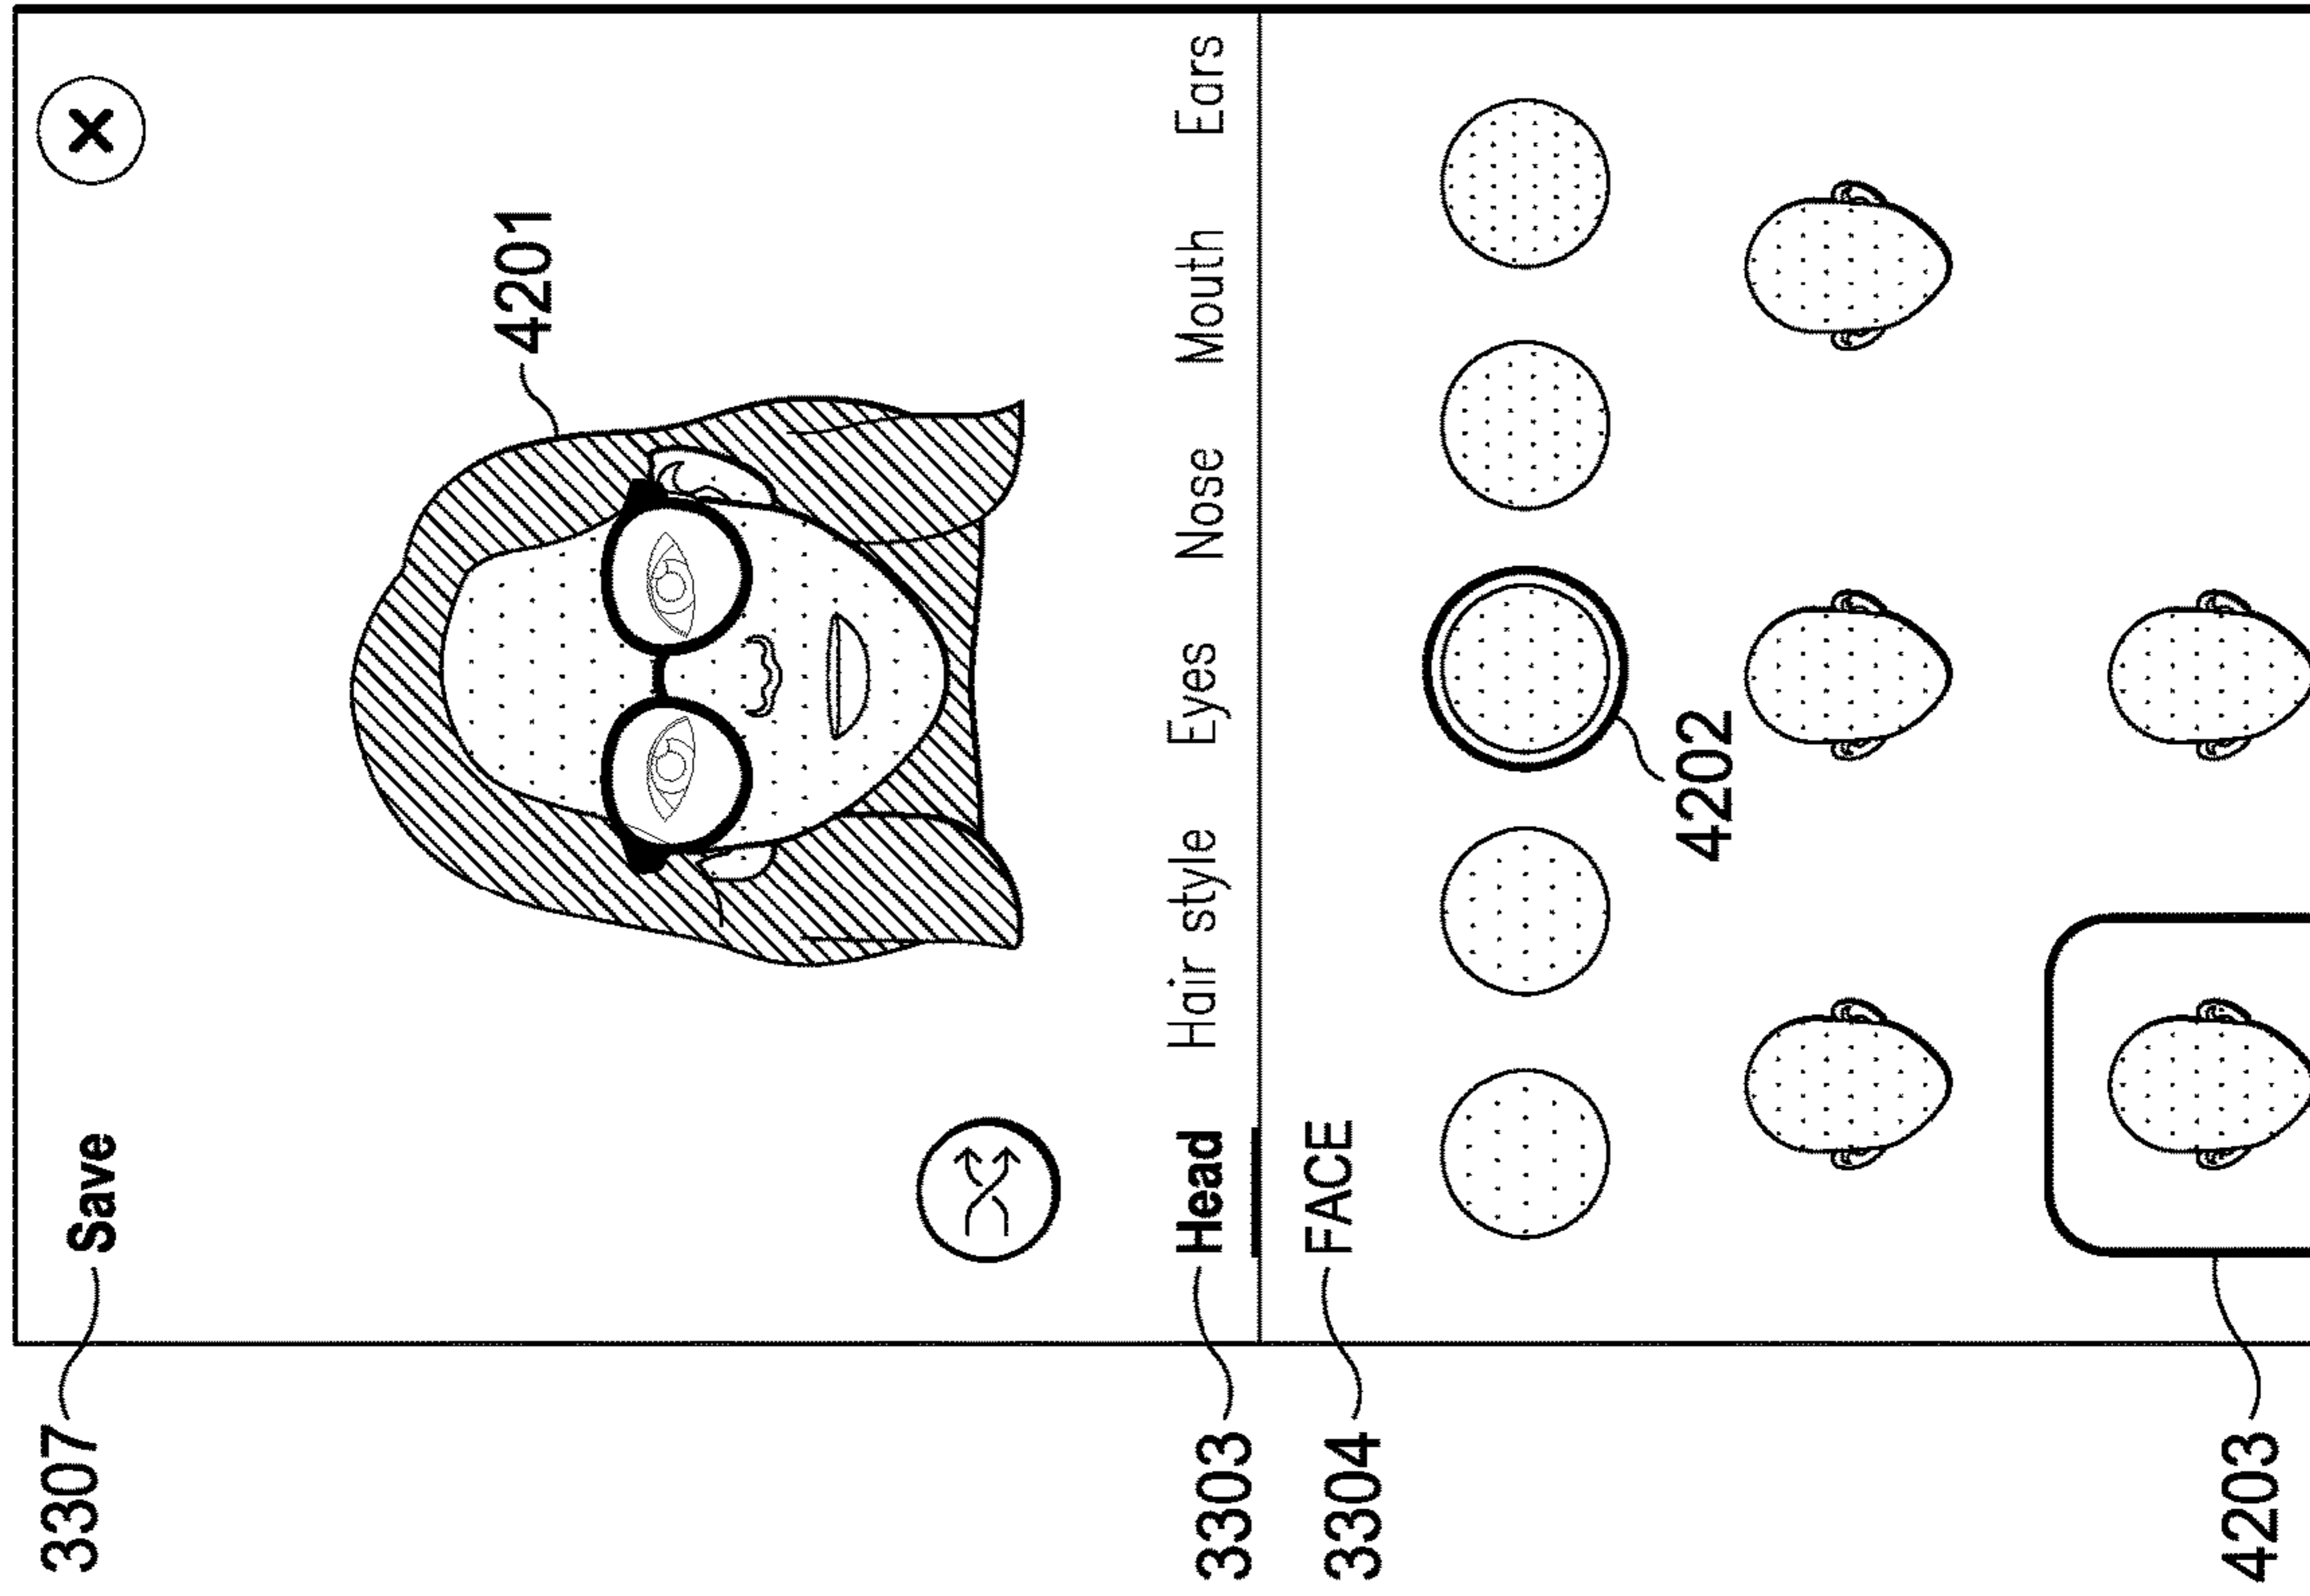 3307 Save
4201
3303 Head Hair style Eyes Nose Mouth Ears
3304 FACE
4202
4203